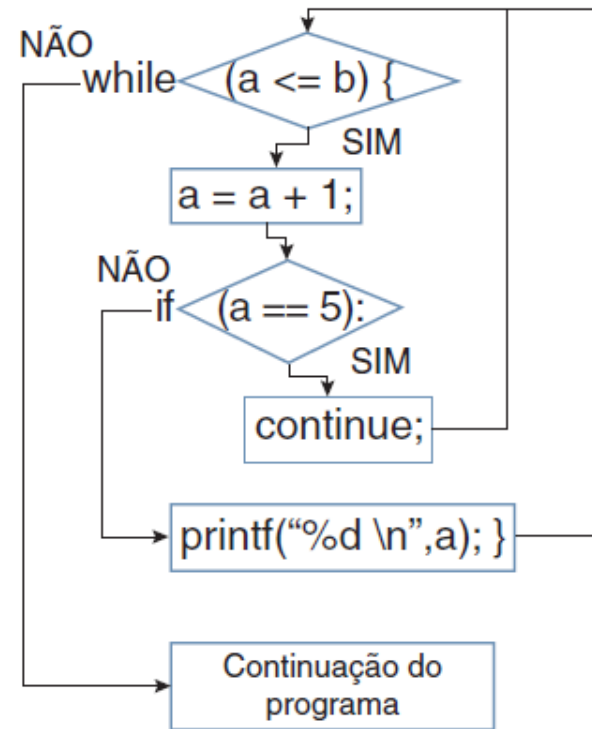 NÃO
while (a <= b) {
SIM
a = a + 1;
NÃO
if (a == 5):
SIM
continue;
printf(“%d \n”,a); }
Continuação do
programa